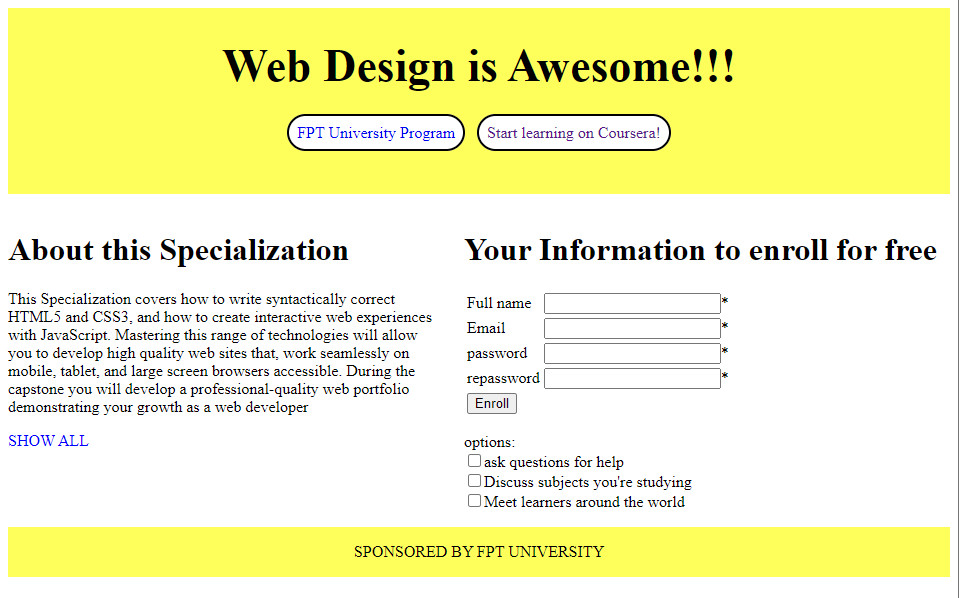 Web Design is Awesome!!!
FPT University Program
Start learning on Coursera!
About this Specialization
This Specialization covers how to write syntactically correct
HTML5 and CSS3, and how to create interactive web experiences
with JavaScript. Mastering this range of technologies will allow
you to develop high quality web sites that, work seamlessly on
mobile, tablet, and large screen browsers accessible. During the
capstone you will develop a professional-quality web portfolio
demonstrating your growth as a web developer
SHOW ALL
Your Information to enroll for free
Full name *
Email *
password *
repassword *
Enroll
options:
ask questions for help
Discuss subjects you're studying
Meet learners around the world
SPONSORED BY FPT UNIVERSITY